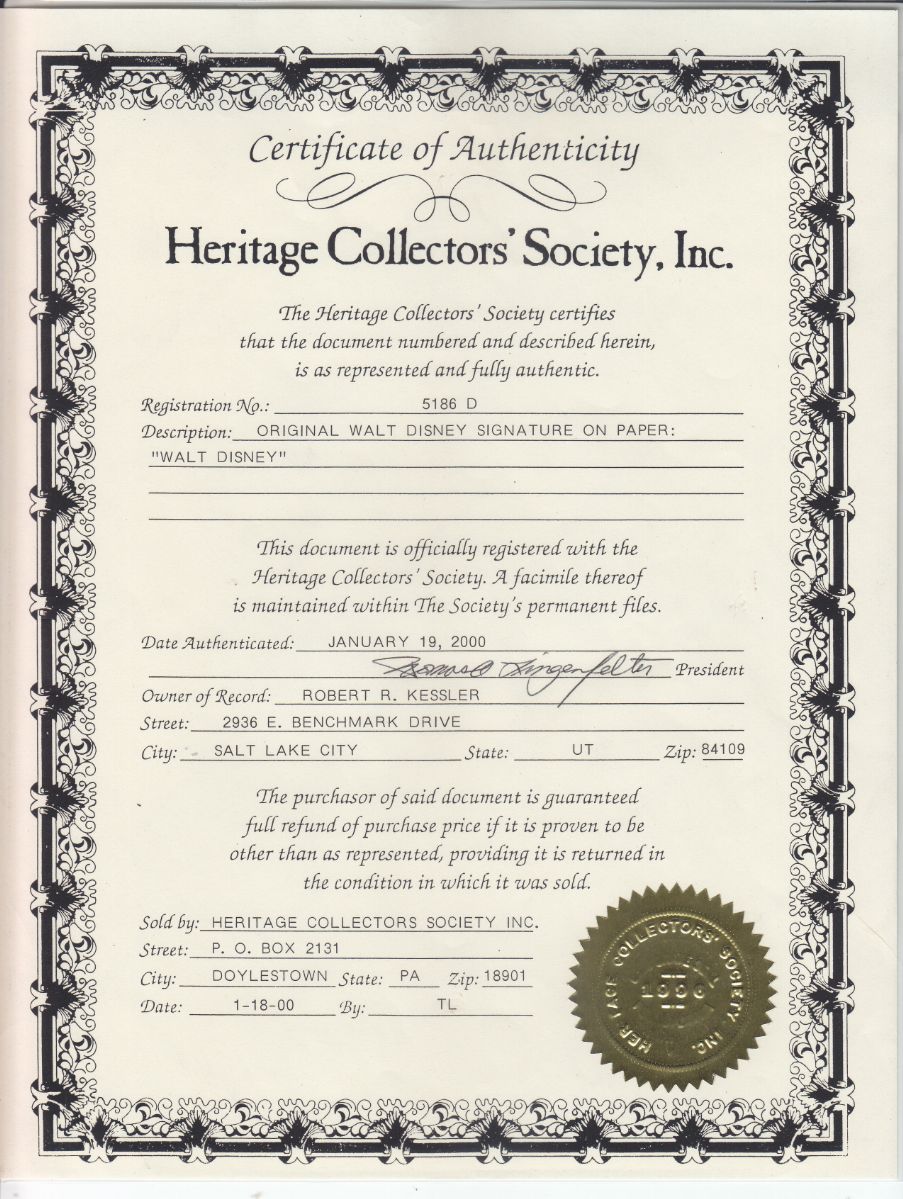 Certificate of Authenticity
Heritage Collectors' Society, Inc.
The Heritage Collectors' Society certifies
that the document numbered and described herein,
is as represented and fully authentic.
Registration No.: 5186 D
Description: ORIGINAL WALT DISNEY SIGNATURE ON PAPER:
"WALT DISNEY"
This document is officially registered with the
Heritage Collectors' Society. A facimile thereof
is maintained within The Society's permanent files.
Date Authenticated: JANUARY 19, 2000
Lingenfelter President
Owner of Record: ROBERT R. KESSLER
Street: 2936 E. BENCHMARK DRIVE
City: SALT LAKE CITY State: UT Zip: 84109
The purchasor of said document is guaranteed
full refund of purchase price if it is proven to be
other than as represented, providing it is returned in
the condition in which it was sold.
Sold by: HERITAGE COLLECTORS SOCIETY INC.
Street: P. O. BOX 2131
City: DOYLESTOWN State: PA Zip: 18901
Date: 1-18-00 By: TL
COLLECTORS' SOCIETY INC.